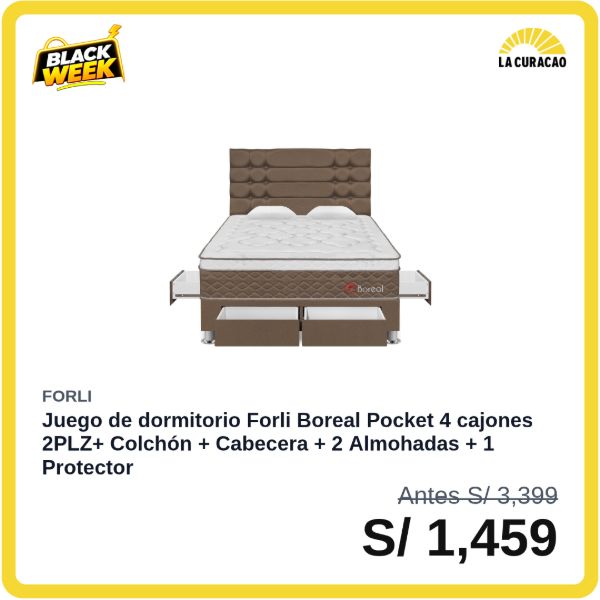 BLACK
WEEK
LA CURACAO
Boreal
FORLI
Juego de dormitorio Forli Boreal Pocket 4 cajones
2PLZ+ Colchón + Cabecera + 2 Almohadas + 1
Protector
Antes S/ 3,399
S/ 1,459